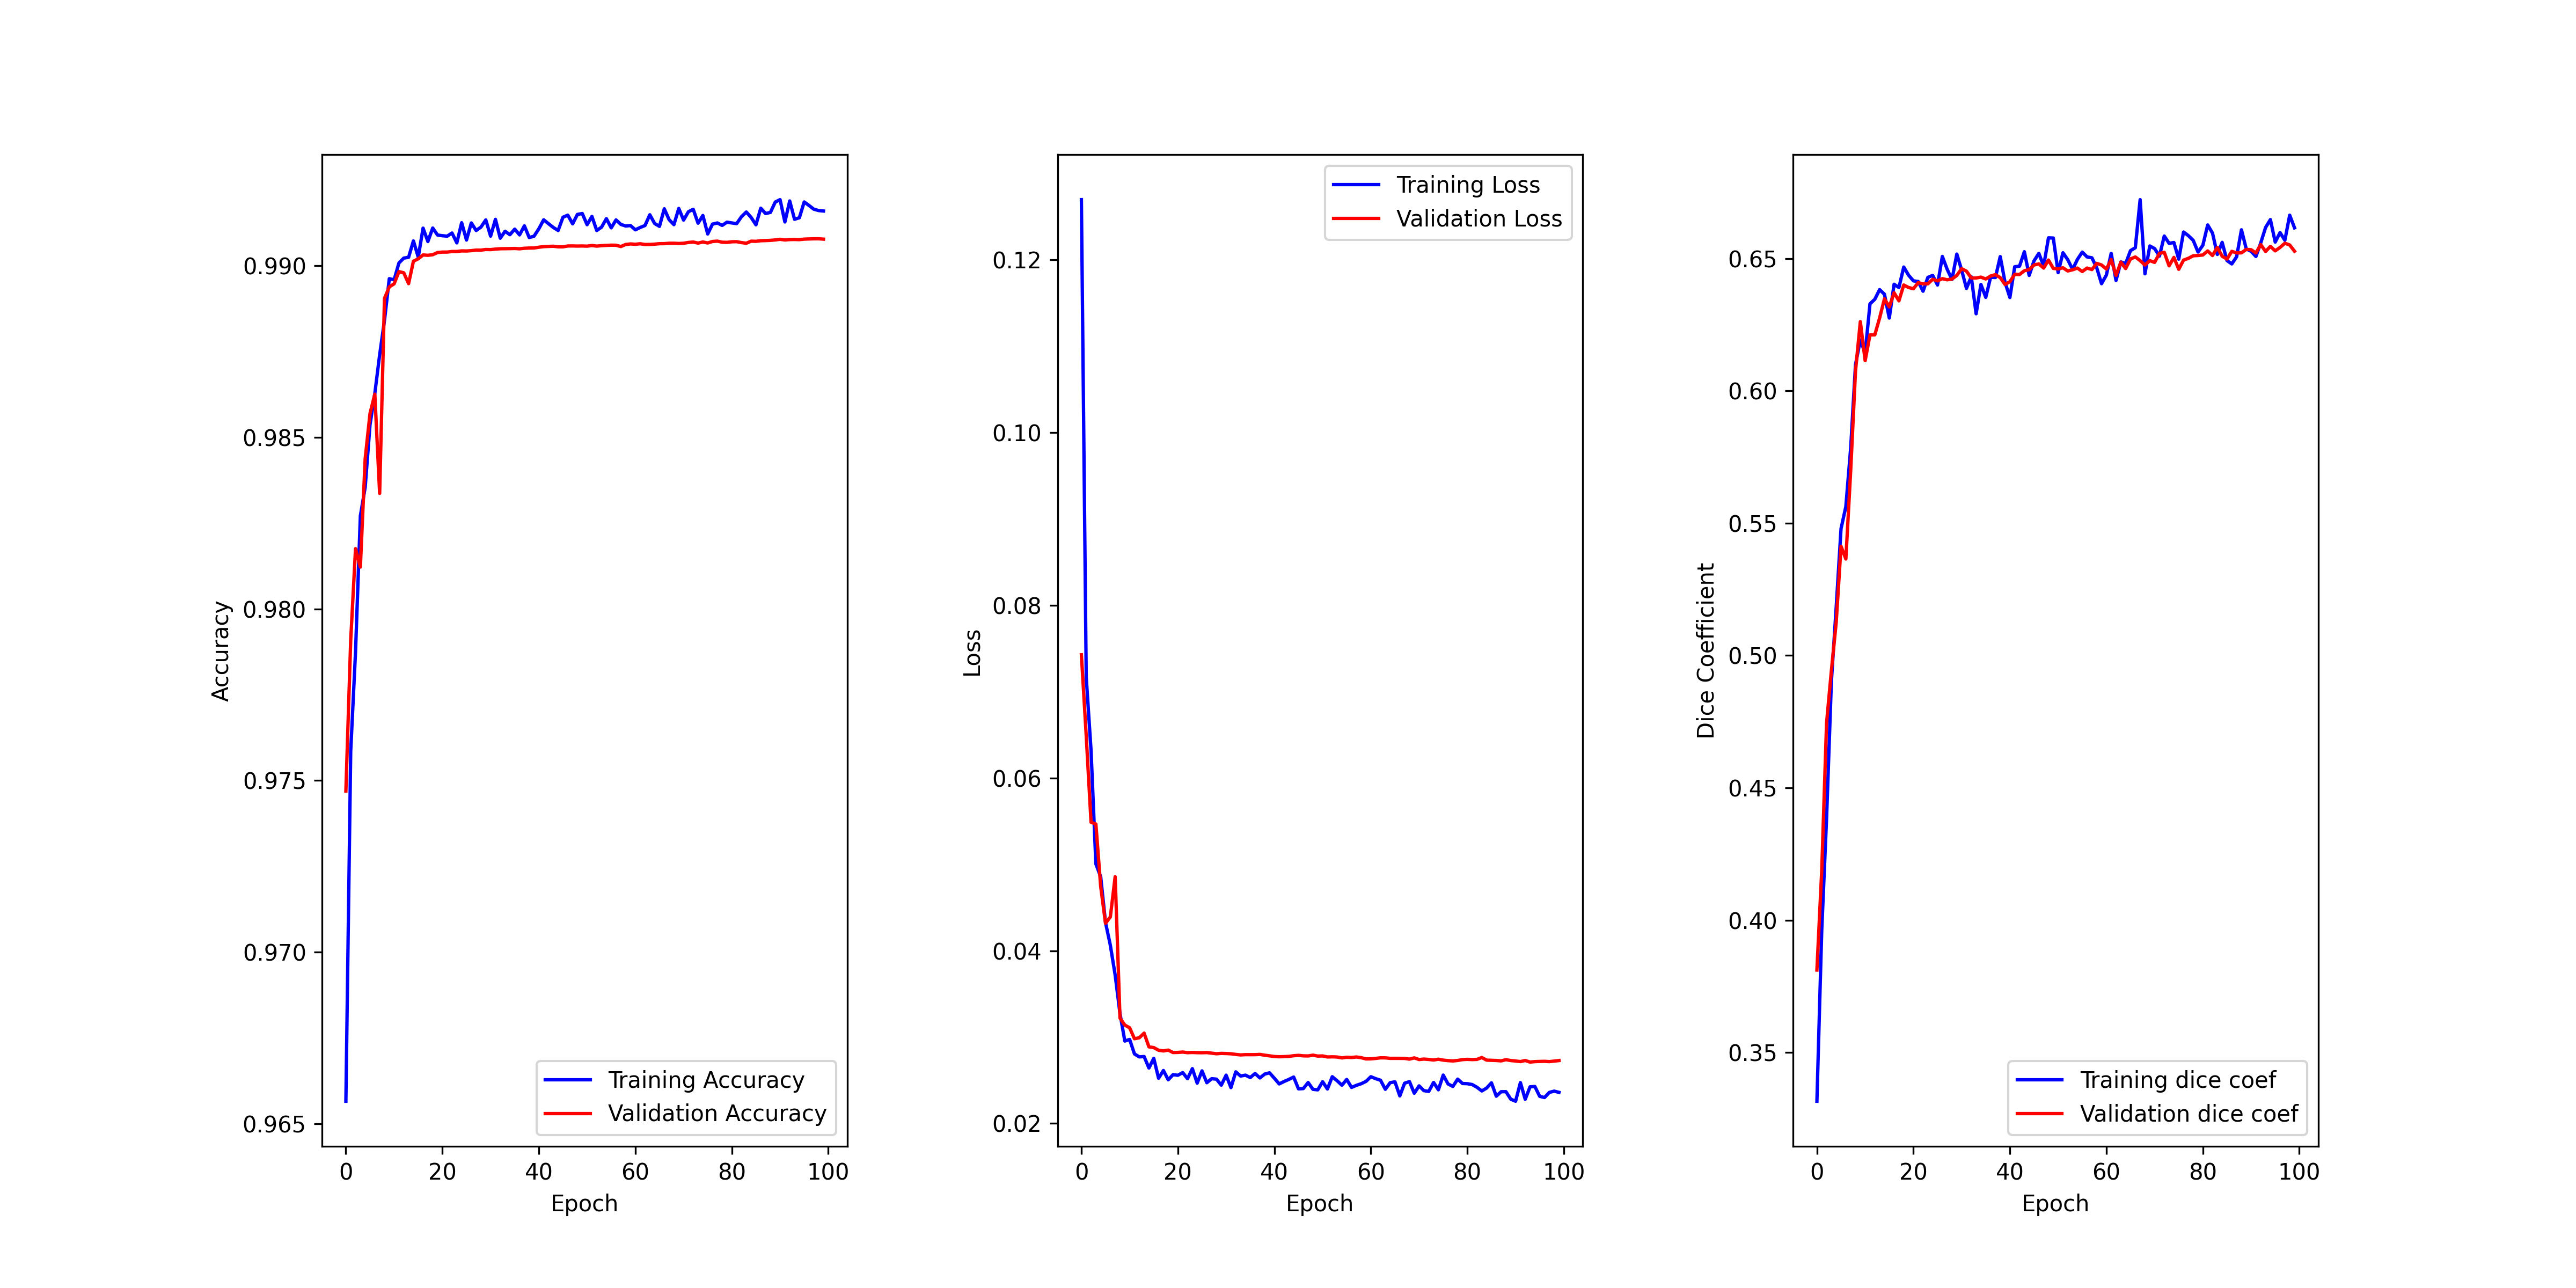 Accuracy
0.990
0.985
0.980
0.975
0.970
0.965
0 20 40 60 80 100
Epoch
Training Accuracy
Validation Accuracy
Loss
0.12
0.10
0.08
0.06
0.04
0.02
0 20 40 60 80 100
Epoch
Training Loss
Validation Loss
Dice Coefficient
0.65
0.60
0.55
0.50
0.45
0.40
0.35
0 20 40 60 80 100
Epoch
Training dice coef
Validation dice coef